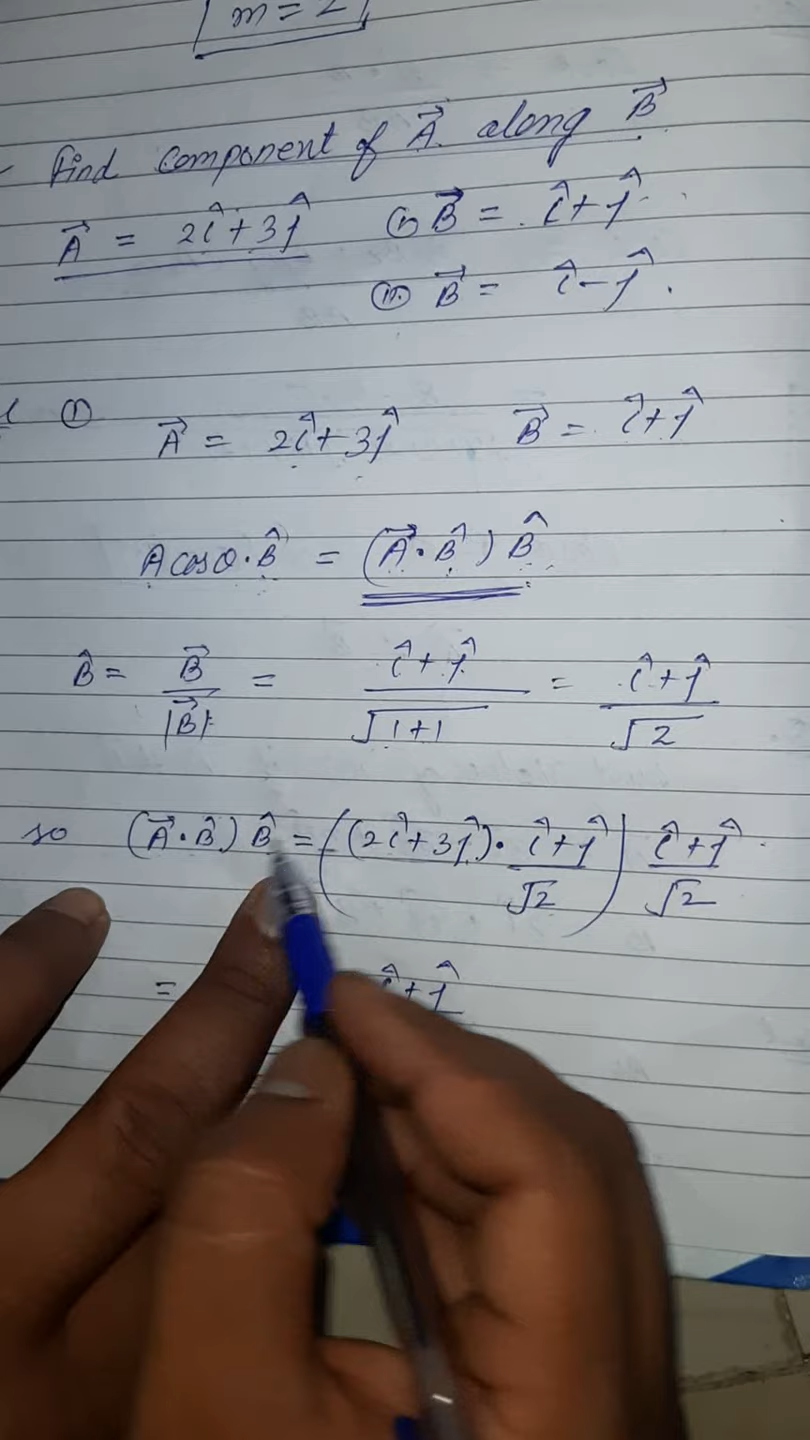 m = 2
Find component of A⃗ along B⃗
A⃗ = 2î+3ĵ (i) B⃗ = î+ĵ
(ii) B⃗ = î-ĵ.
① A⃗ = 2î+3ĵ B⃗ = î+ĵ
A cosθ·B̂ = (A⃗·B̂) B̂
B̂ = B⃗/|B⃗| = (î+ĵ)/√(1+1) = (î+ĵ)/√2
so (A⃗·B̂) B̂ = ((2î+3ĵ)·(î+ĵ)/√2) (î+ĵ)/√2
= î+ĵ